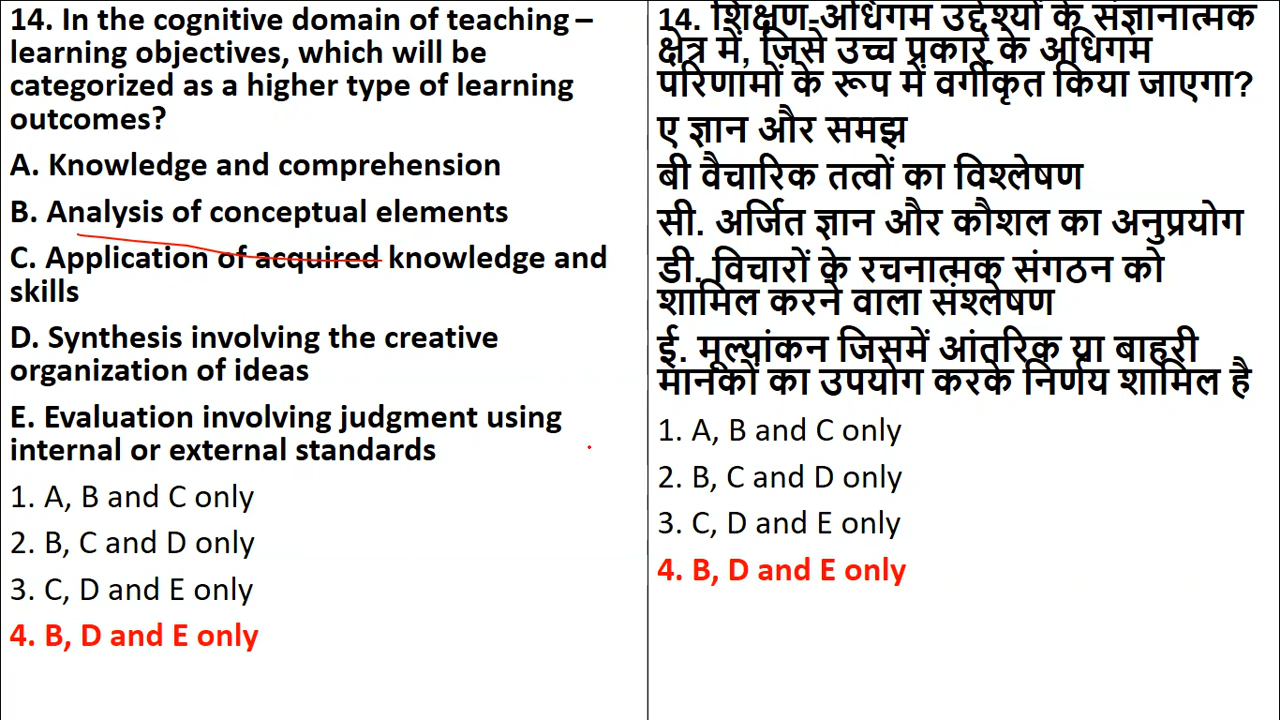 14. In the cognitive domain of teaching –
learning objectives, which will be
categorized as a higher type of learning
outcomes?
A. Knowledge and comprehension
B. Analysis of conceptual elements
C. Application of acquired knowledge and
skills
D. Synthesis involving the creative
organization of ideas
E. Evaluation involving judgment using
internal or external standards
1. A, B and C only
2. B, C and D only
3. C, D and E only
4. B, D and E only
14. शिक्षण-अधिगम उद्देश्यों के संज्ञानात्मक
क्षेत्र में, जिसे उच्च प्रकार के अधिगम
परिणामों के रूप में वर्गीकृत किया जाएगा?
ए ज्ञान और समझ
बी वैचारिक तत्वों का विश्लेषण
सी. अर्जित ज्ञान और कौशल का अनुप्रयोग
डी. विचारों के रचनात्मक संगठन को
शामिल करने वाला संश्लेषण
ई. मूल्यांकन जिसमें आंतरिक या बाहरी
मानकों का उपयोग करके निर्णय शामिल है
1. A, B and C only
2. B, C and D only
3. C, D and E only
4. B, D and E only